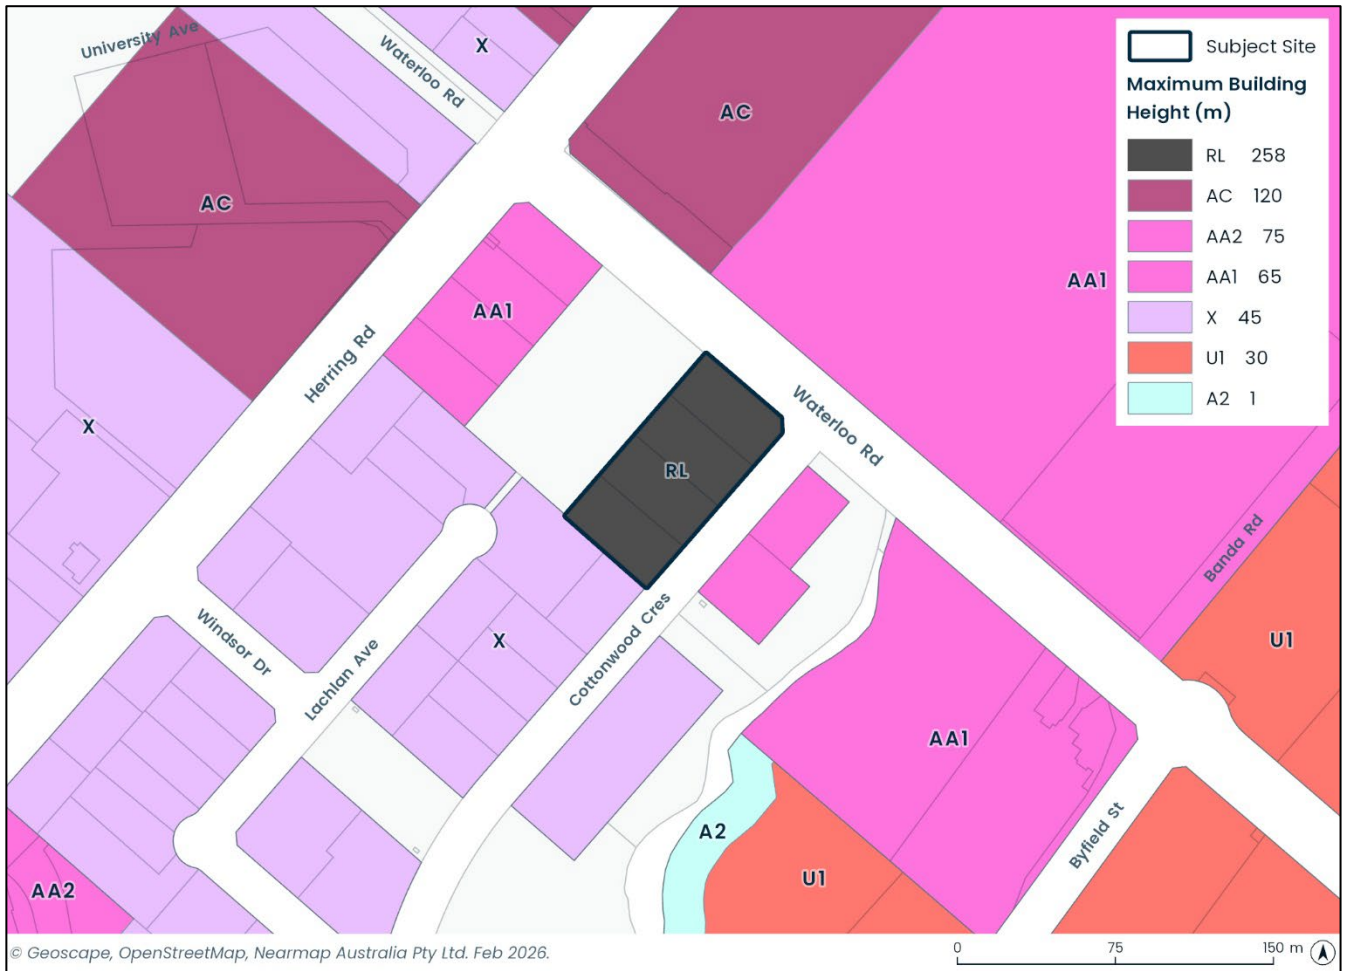 University Ave
Waterloo Rd
X
AC
AC
Subject Site
Maximum Building
Height (m)
RL 258
AC 120
AA2 75
AA1 65
X 45
U1 30
A2 1
AA1
AA1
Herring Rd
X
Waterloo Rd
RL
Banda Rd
Windsor Dr
Lachlan Ave
X
Cottonwood Cres
U1
AA1
A2
Byfield St
AA2
U1
© Geoscape, OpenStreetMap, Nearmap Australia Pty Ltd. Feb 2026.
0 75 150 m